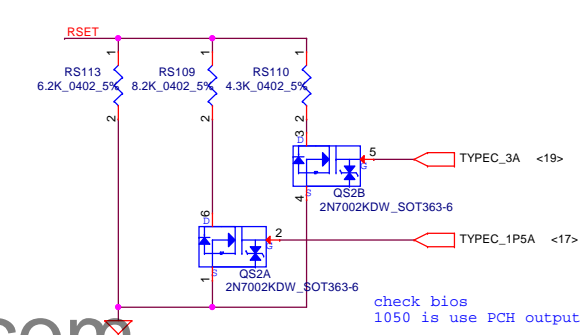 RSET
1
1
1
RS113
RS109
RS110
6.2K_0402_5%
8.2K_0402_5%
4.3K_0402_5%
2
2
2
3
D
5
G
TYPEC_3A <19>
S
4
QS2B
2N7002KDW_SOT363-6
6
D
2
G
TYPEC_1P5A <17>
S
1
QS2A
2N7002KDW_SOT363-6
check bios
1050 is use PCH output
com